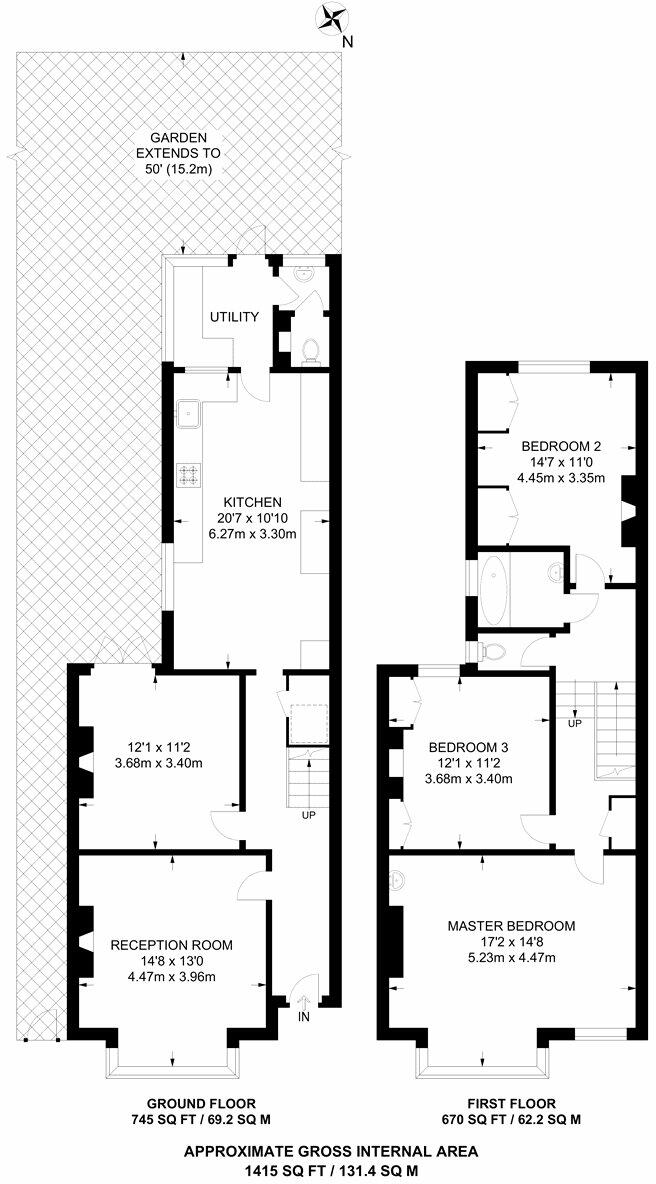 N
GARDEN
EXTENDS TO
50' (15.2m)
UTILITY
KITCHEN
20'7 x 10'10
6.27m x 3.30m
12'1 x 11'2
3.68m x 3.40m
UP
RECEPTION ROOM
14'8 x 13'0
4.47m x 3.96m
IN
GROUND FLOOR
745 SQ FT / 69.2 SQ M
BEDROOM 2
14'7 x 11'0
4.45m x 3.35m
UP
BEDROOM 3
12'1 x 11'2
3.68m x 3.40m
MASTER BEDROOM
17'2 x 14'8
5.23m x 4.47m
FIRST FLOOR
670 SQ FT / 62.2 SQ M
APPROXIMATE GROSS INTERNAL AREA
1415 SQ FT / 131.4 SQ M